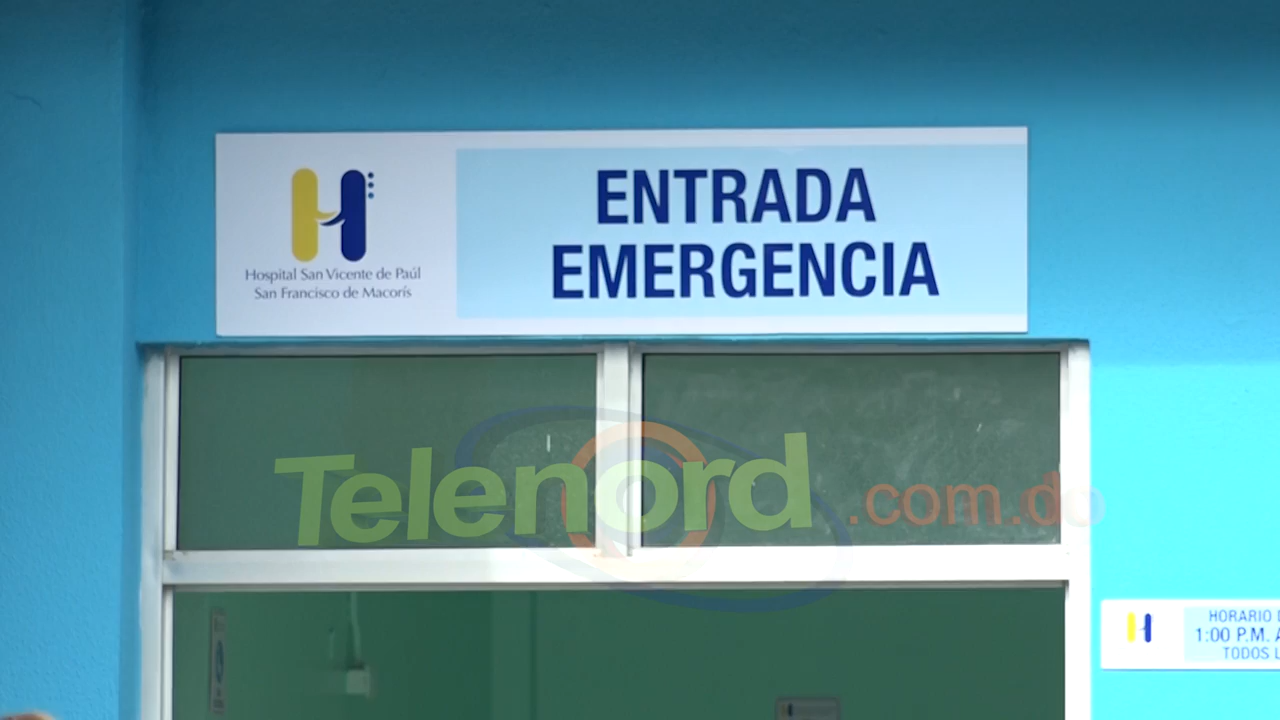 ENTRADA
EMERGENCIA
Hospital San Vicente de Paúl
San Francisco de Macorís
Telenord.com.do
HORARIO
1:00 P.M.
TODOS